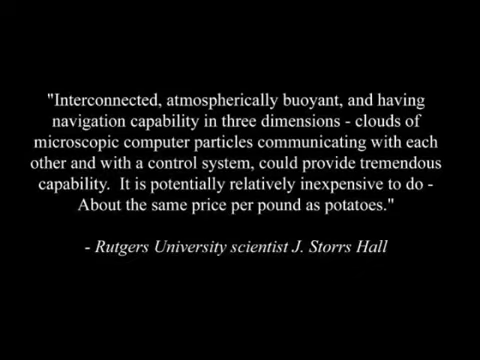 "Interconnected, atmospherically buoyant, and having
navigation capability in three dimensions - clouds of
microscopic computer particles communicating with each
other and with a control system, could provide tremendous
capability. It is potentially relatively inexpensive to do -
About the same price per pound as potatoes."
- Rutgers University scientist J. Storrs Hall